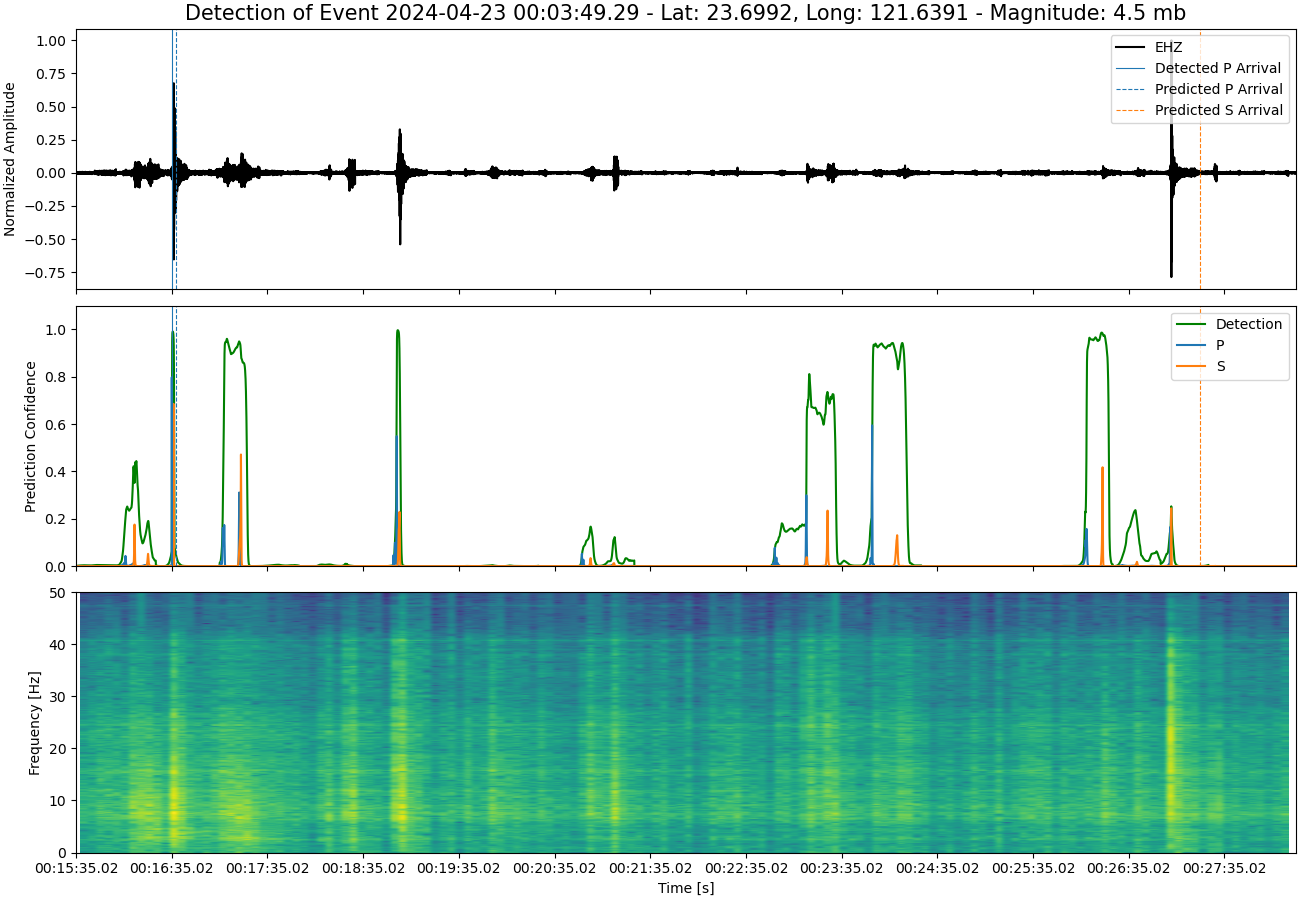 Detection of Event 2024-04-23 00:03:49.29 - Lat: 23.6992, Long: 121.6391 - Magnitude: 4.5 mb
Normalized Amplitude
1.00
0.75
0.50
0.25
0.00
−0.25
−0.50
−0.75
EHZ
Detected P Arrival
Predicted P Arrival
Predicted S Arrival
Prediction Confidence
1.0
0.8
0.6
0.4
0.2
0.0
Detection
P
S
Frequency [Hz]
50
40
30
20
10
0
00:15:35.02 00:16:35.02 00:17:35.02 00:18:35.02 00:19:35.02 00:20:35.02 00:21:35.02 00:22:35.02 00:23:35.02 00:24:35.02 00:25:35.02 00:26:35.02 00:27:35.02
Time [s]